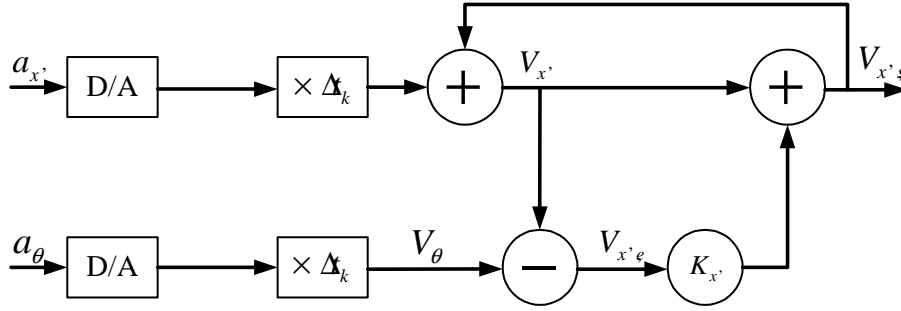 a_x' D/A × Δt_k + V_x' + V_x's
a_θ D/A × Δt_k V_θ − V_x'e K_x'